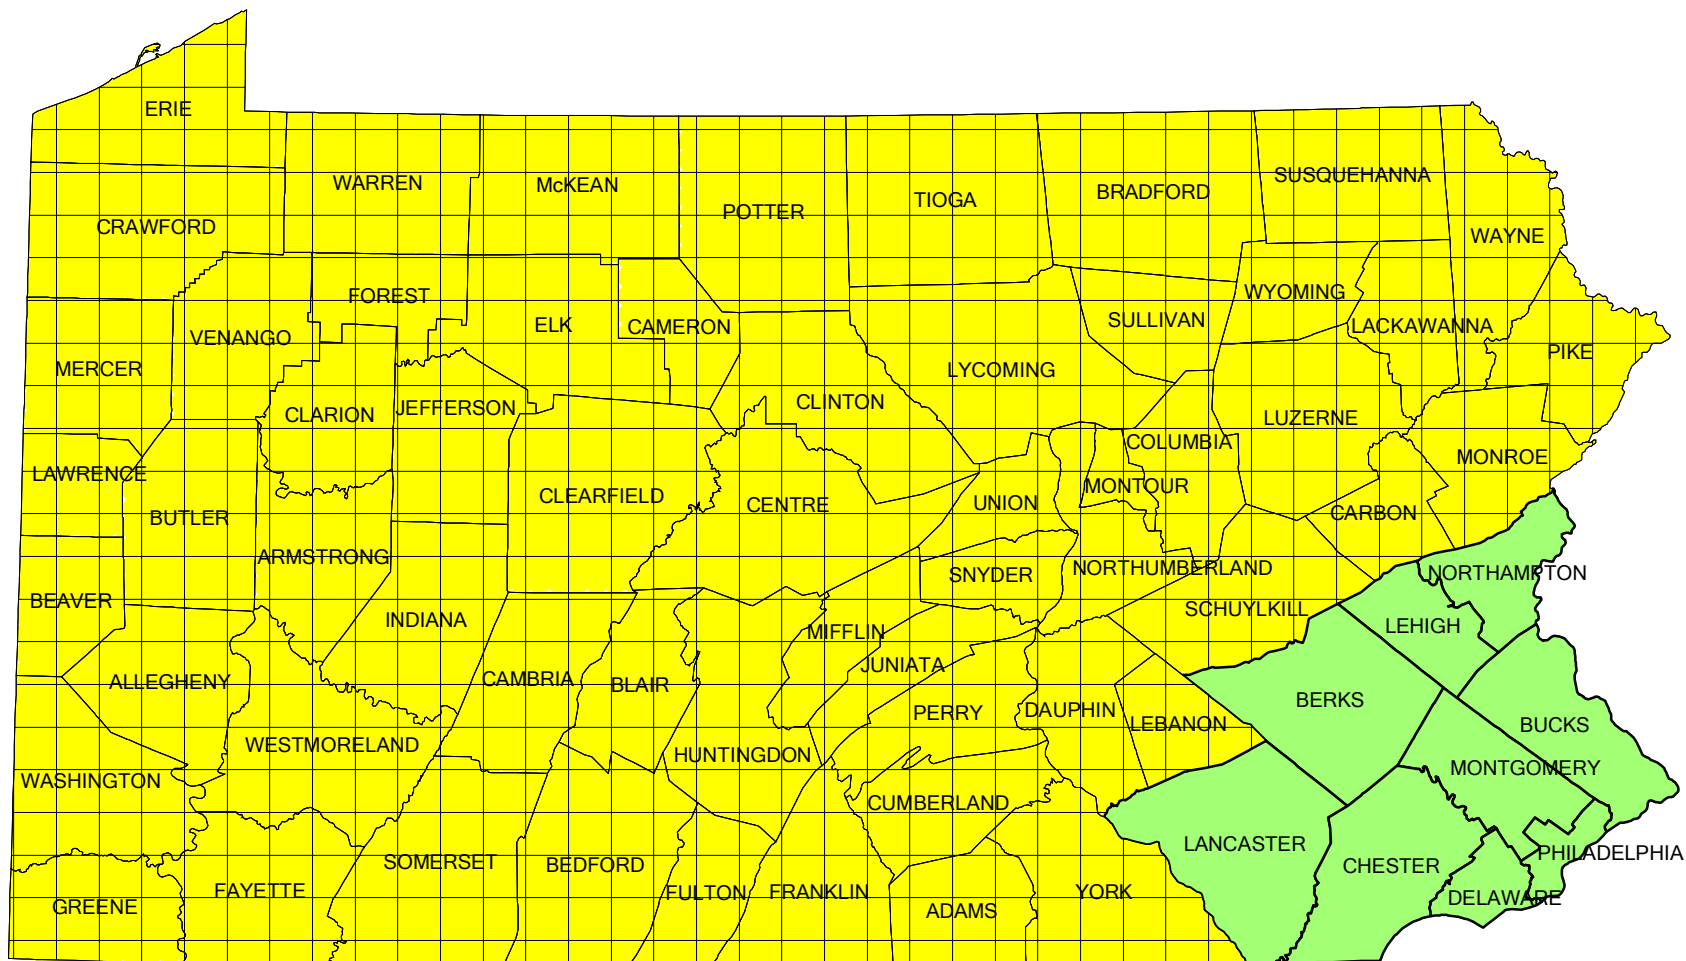 ERIE
WARREN
McKEAN
POTTER
TIOGA
BRADFORD
SUSQUEHANNA
CRAWFORD
WAYNE
FOREST
WYOMING
VENANGO
ELK
CAMERON
SULLIVAN
LACKAWANNA
MERCER
LYCOMING
PIKE
CLARION
JEFFERSON
CLINTON
LUZERNE
COLUMBIA
LAWRENCE
MONROE
CLEARFIELD
CENTRE
UNION
MONTOUR
BUTLER
CARBON
ARMSTRONG
SNYDER
NORTHUMBERLAND
NORTHAMPTON
BEAVER
INDIANA
SCHUYLKILL
MIFFLIN
LEHIGH
JUNIATA
ALLEGHENY
CAMBRIA
BLAIR
BERKS
PERRY
DAUPHIN
LEBANON
BUCKS
WESTMORELAND
HUNTINGDON
MONTGOMERY
WASHINGTON
CUMBERLAND
LANCASTER
PHILADELPHIA
SOMERSET
BEDFORD
CHESTER
FAYETTE
FULTON
FRANKLIN
YORK
DELAWARE
GREENE
ADAMS